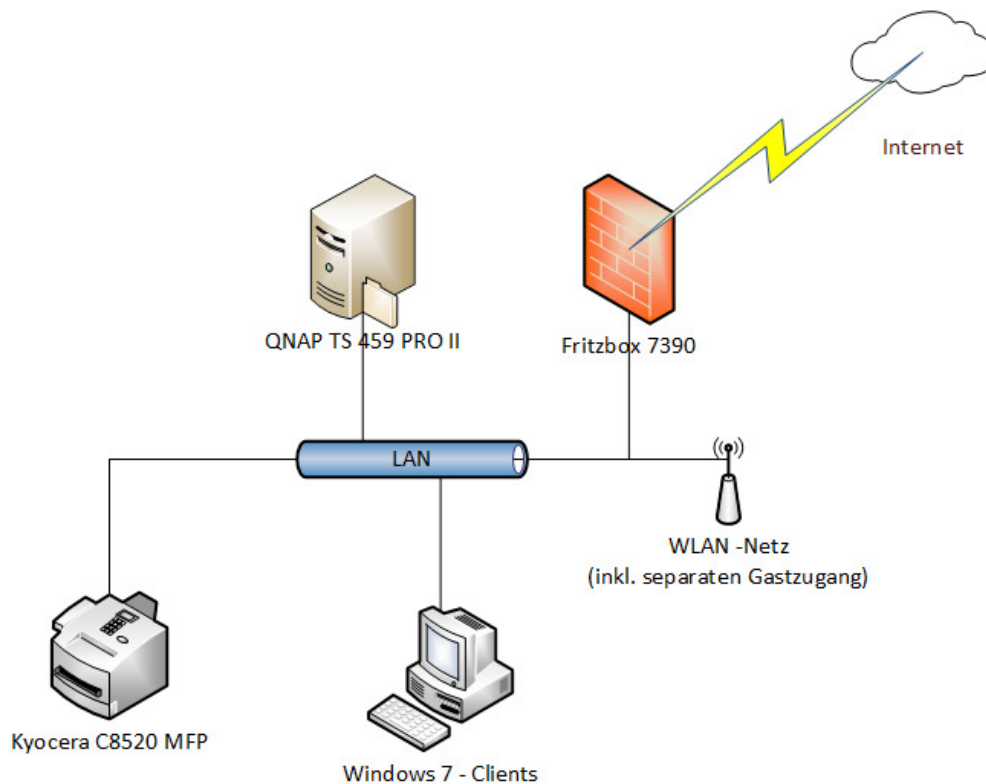 Internet
QNAP TS 459 PRO II
Fritzbox 7390
LAN
WLAN -Netz
(inkl. separaten Gastzugang)
Kyocera C8520 MFP
Windows 7 - Clients